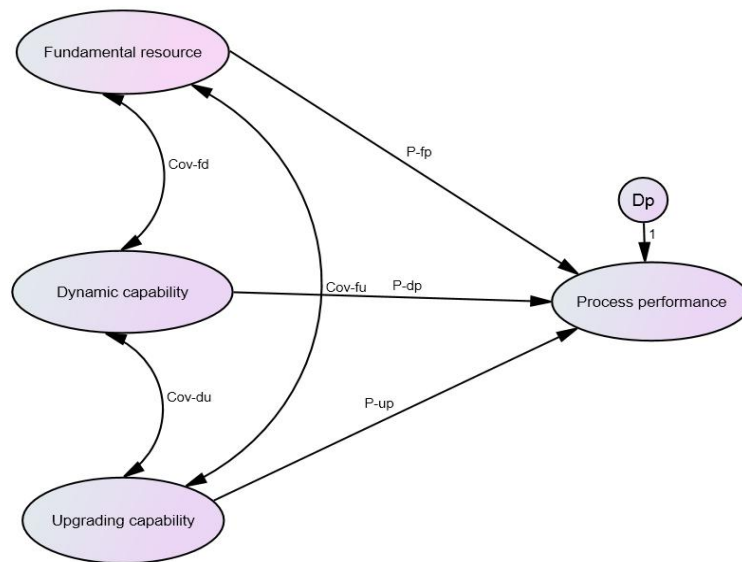 Fundamental resource
P-fp
Cov-fd
Dp
1
Dynamic capability
Cov-fu
P-dp
Process performance
Cov-du
P-up
Upgrading capability